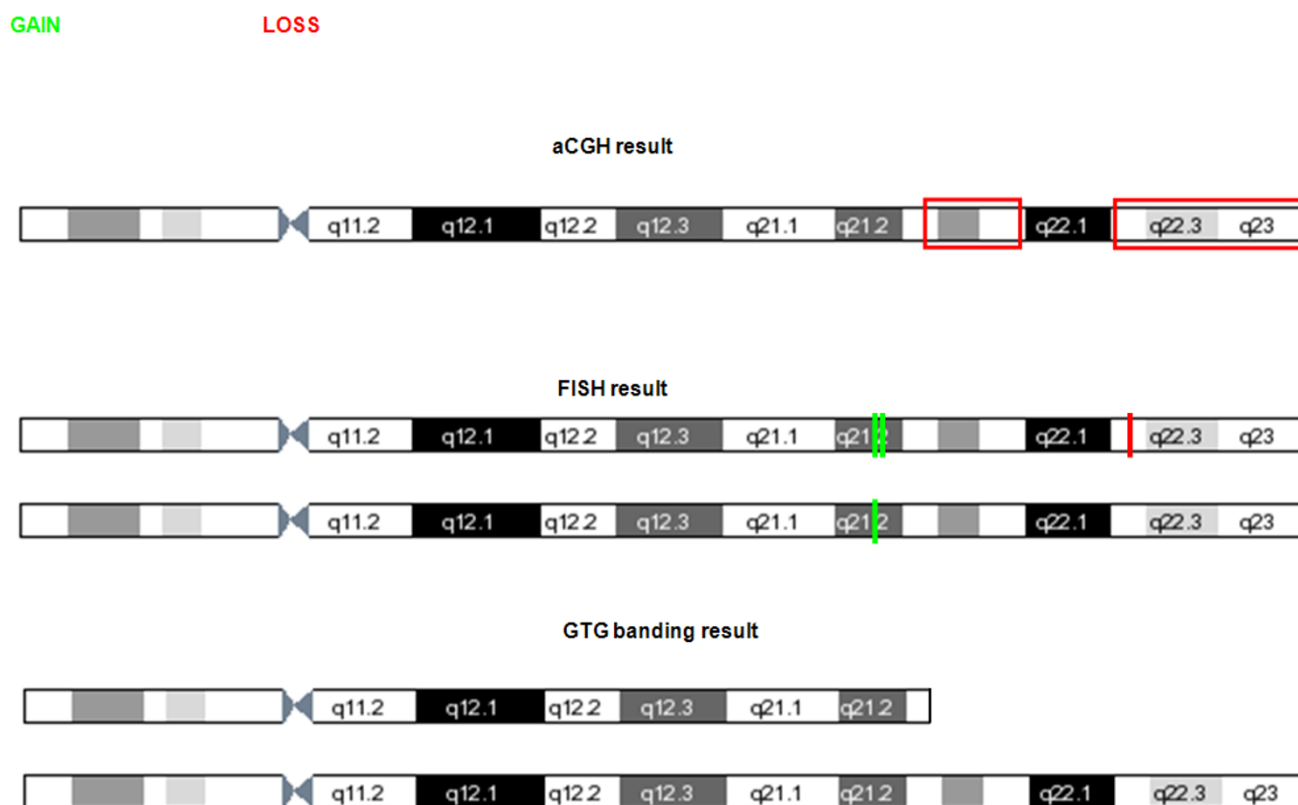 GAIN LOSS
aCGH result
q11.2 q12.1 q12.2 q12.3 q21.1 q21.2 q22.1 q22.3 q23
FISH result
q11.2 q12.1 q12.2 q12.3 q21.1 q21.2 q22.1 q22.3 q23
q11.2 q12.1 q12.2 q12.3 q21.1 q21.2 q22.1 q22.3 q23
GTG banding result
q11.2 q12.1 q12.2 q12.3 q21.1 q21.2
q11.2 q12.1 q12.2 q12.3 q21.1 q21.2 q22.1 q22.3 q23